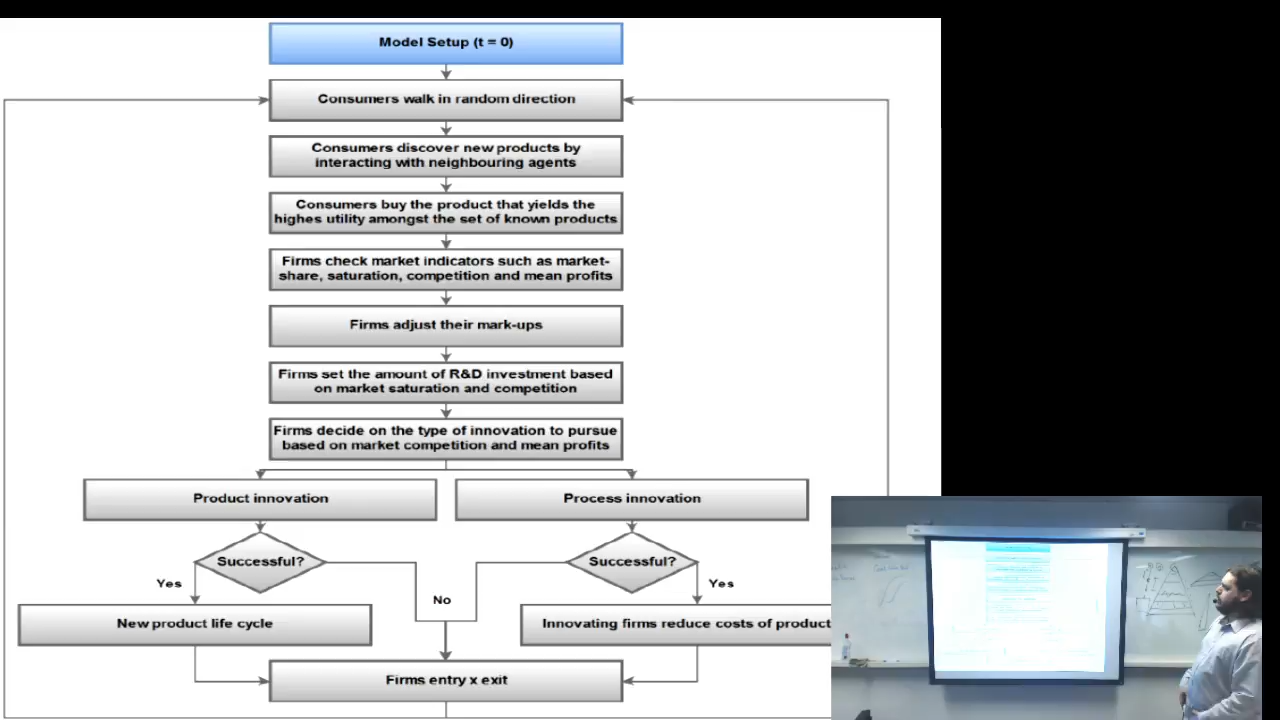 Model Setup (t = 0)
Consumers walk in random direction
Consumers discover new products by
interacting with neighbouring agents
Consumers buy the product that yields the
highes utility amongst the set of known products
Firms check market indicators such as market-
share, saturation, competition and mean profits
Firms adjust their mark-ups
Firms set the amount of R&D investment based
on market saturation and competition
Firms decide on the type of innovation to pursue
based on market competition and mean profits
Product innovation
Process innovation
Successful?
Successful?
Yes
No
Yes
New product life cycle
Innovating firms reduce costs of product
Firms entry x exit